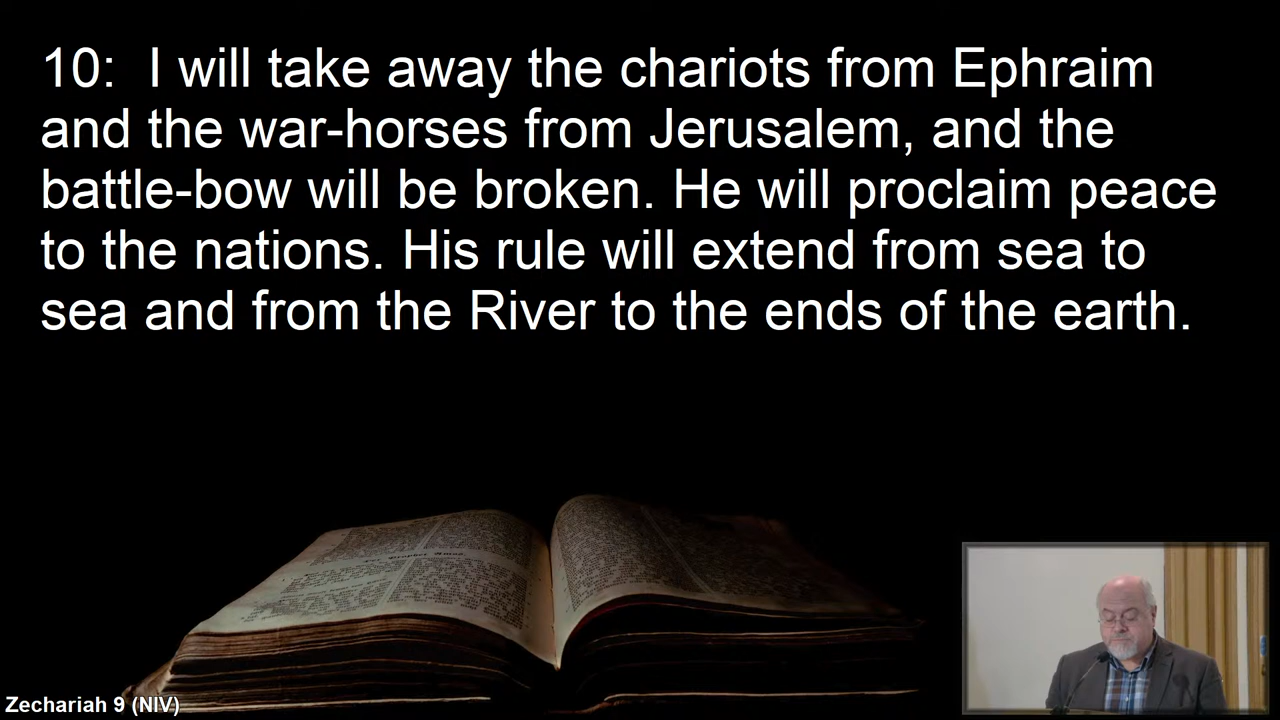 10: I will take away the chariots from Ephraim
and the war-horses from Jerusalem, and the
battle-bow will be broken. He will proclaim peace
to the nations. His rule will extend from sea to
sea and from the River to the ends of the earth.
Zechariah 9 (NIV)